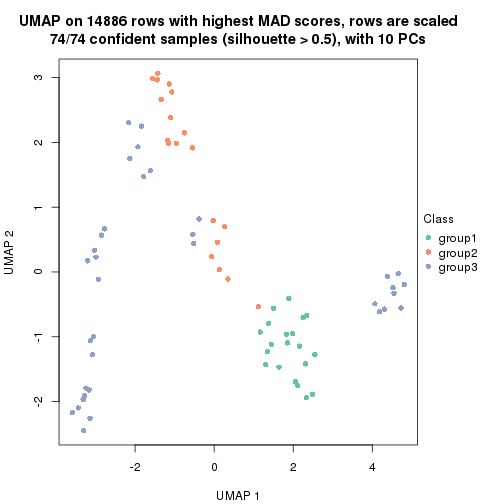 UMAP on 14886 rows with highest MAD scores, rows are scaled
74/74 confident samples (silhouette > 0.5), with 10 PCs
3
2
1
0
-1
-2
UMAP 2
-2
0
2
4
UMAP 1
Class
group1
group2
group3